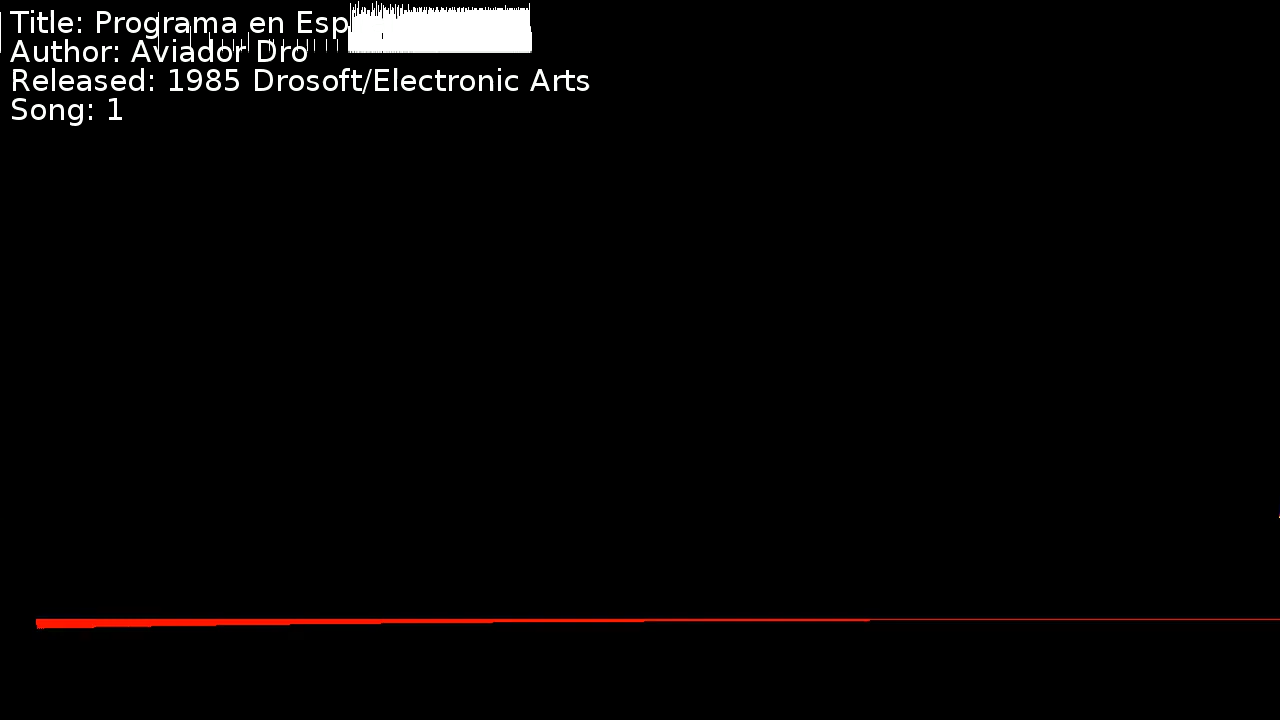 Title: Programa en Esp
Author: Aviador Dro
Released: 1985 Drosoft/Electronic Arts
Song: 1